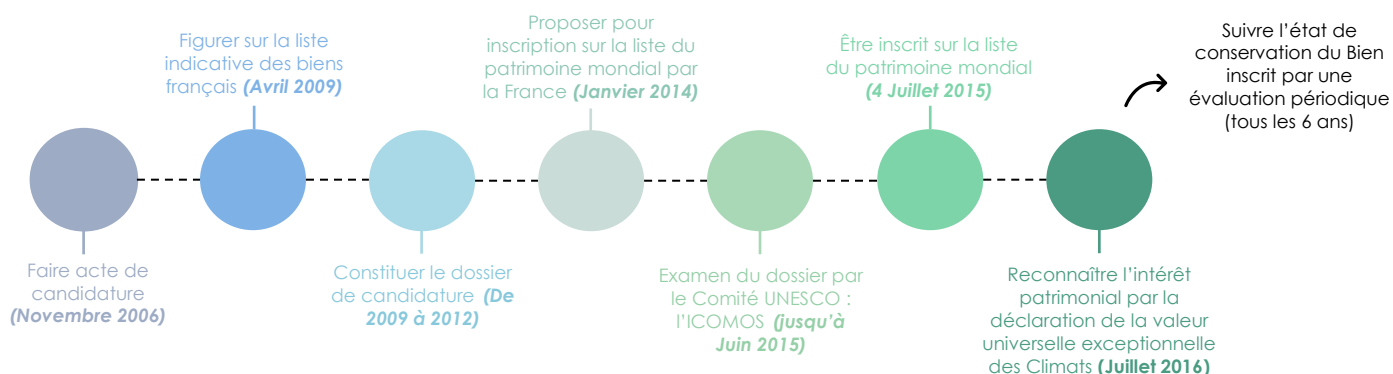 Faire acte de
candidature
(Novembre 2006)
Figurer sur la liste
indicative des biens
français (Avril 2009)
Constituer le dossier
de candidature (De
2009 à 2012)
Proposer pour
inscription sur la liste du
patrimoine mondial par
la France (Janvier 2014)
Examen du dossier par
le Comité UNESCO :
l'ICOMOS (jusqu'à
Juin 2015)
Être inscrit sur la liste
du patrimoine mondial
(4 Juillet 2015)
Reconnaître l'intérêt
patrimonial par la
déclaration de la valeur
universelle exceptionnelle
des Climats (Juillet 2016)
Suivre l'état de
conservation du Bien
inscrit par une
évaluation périodique
(tous les 6 ans)